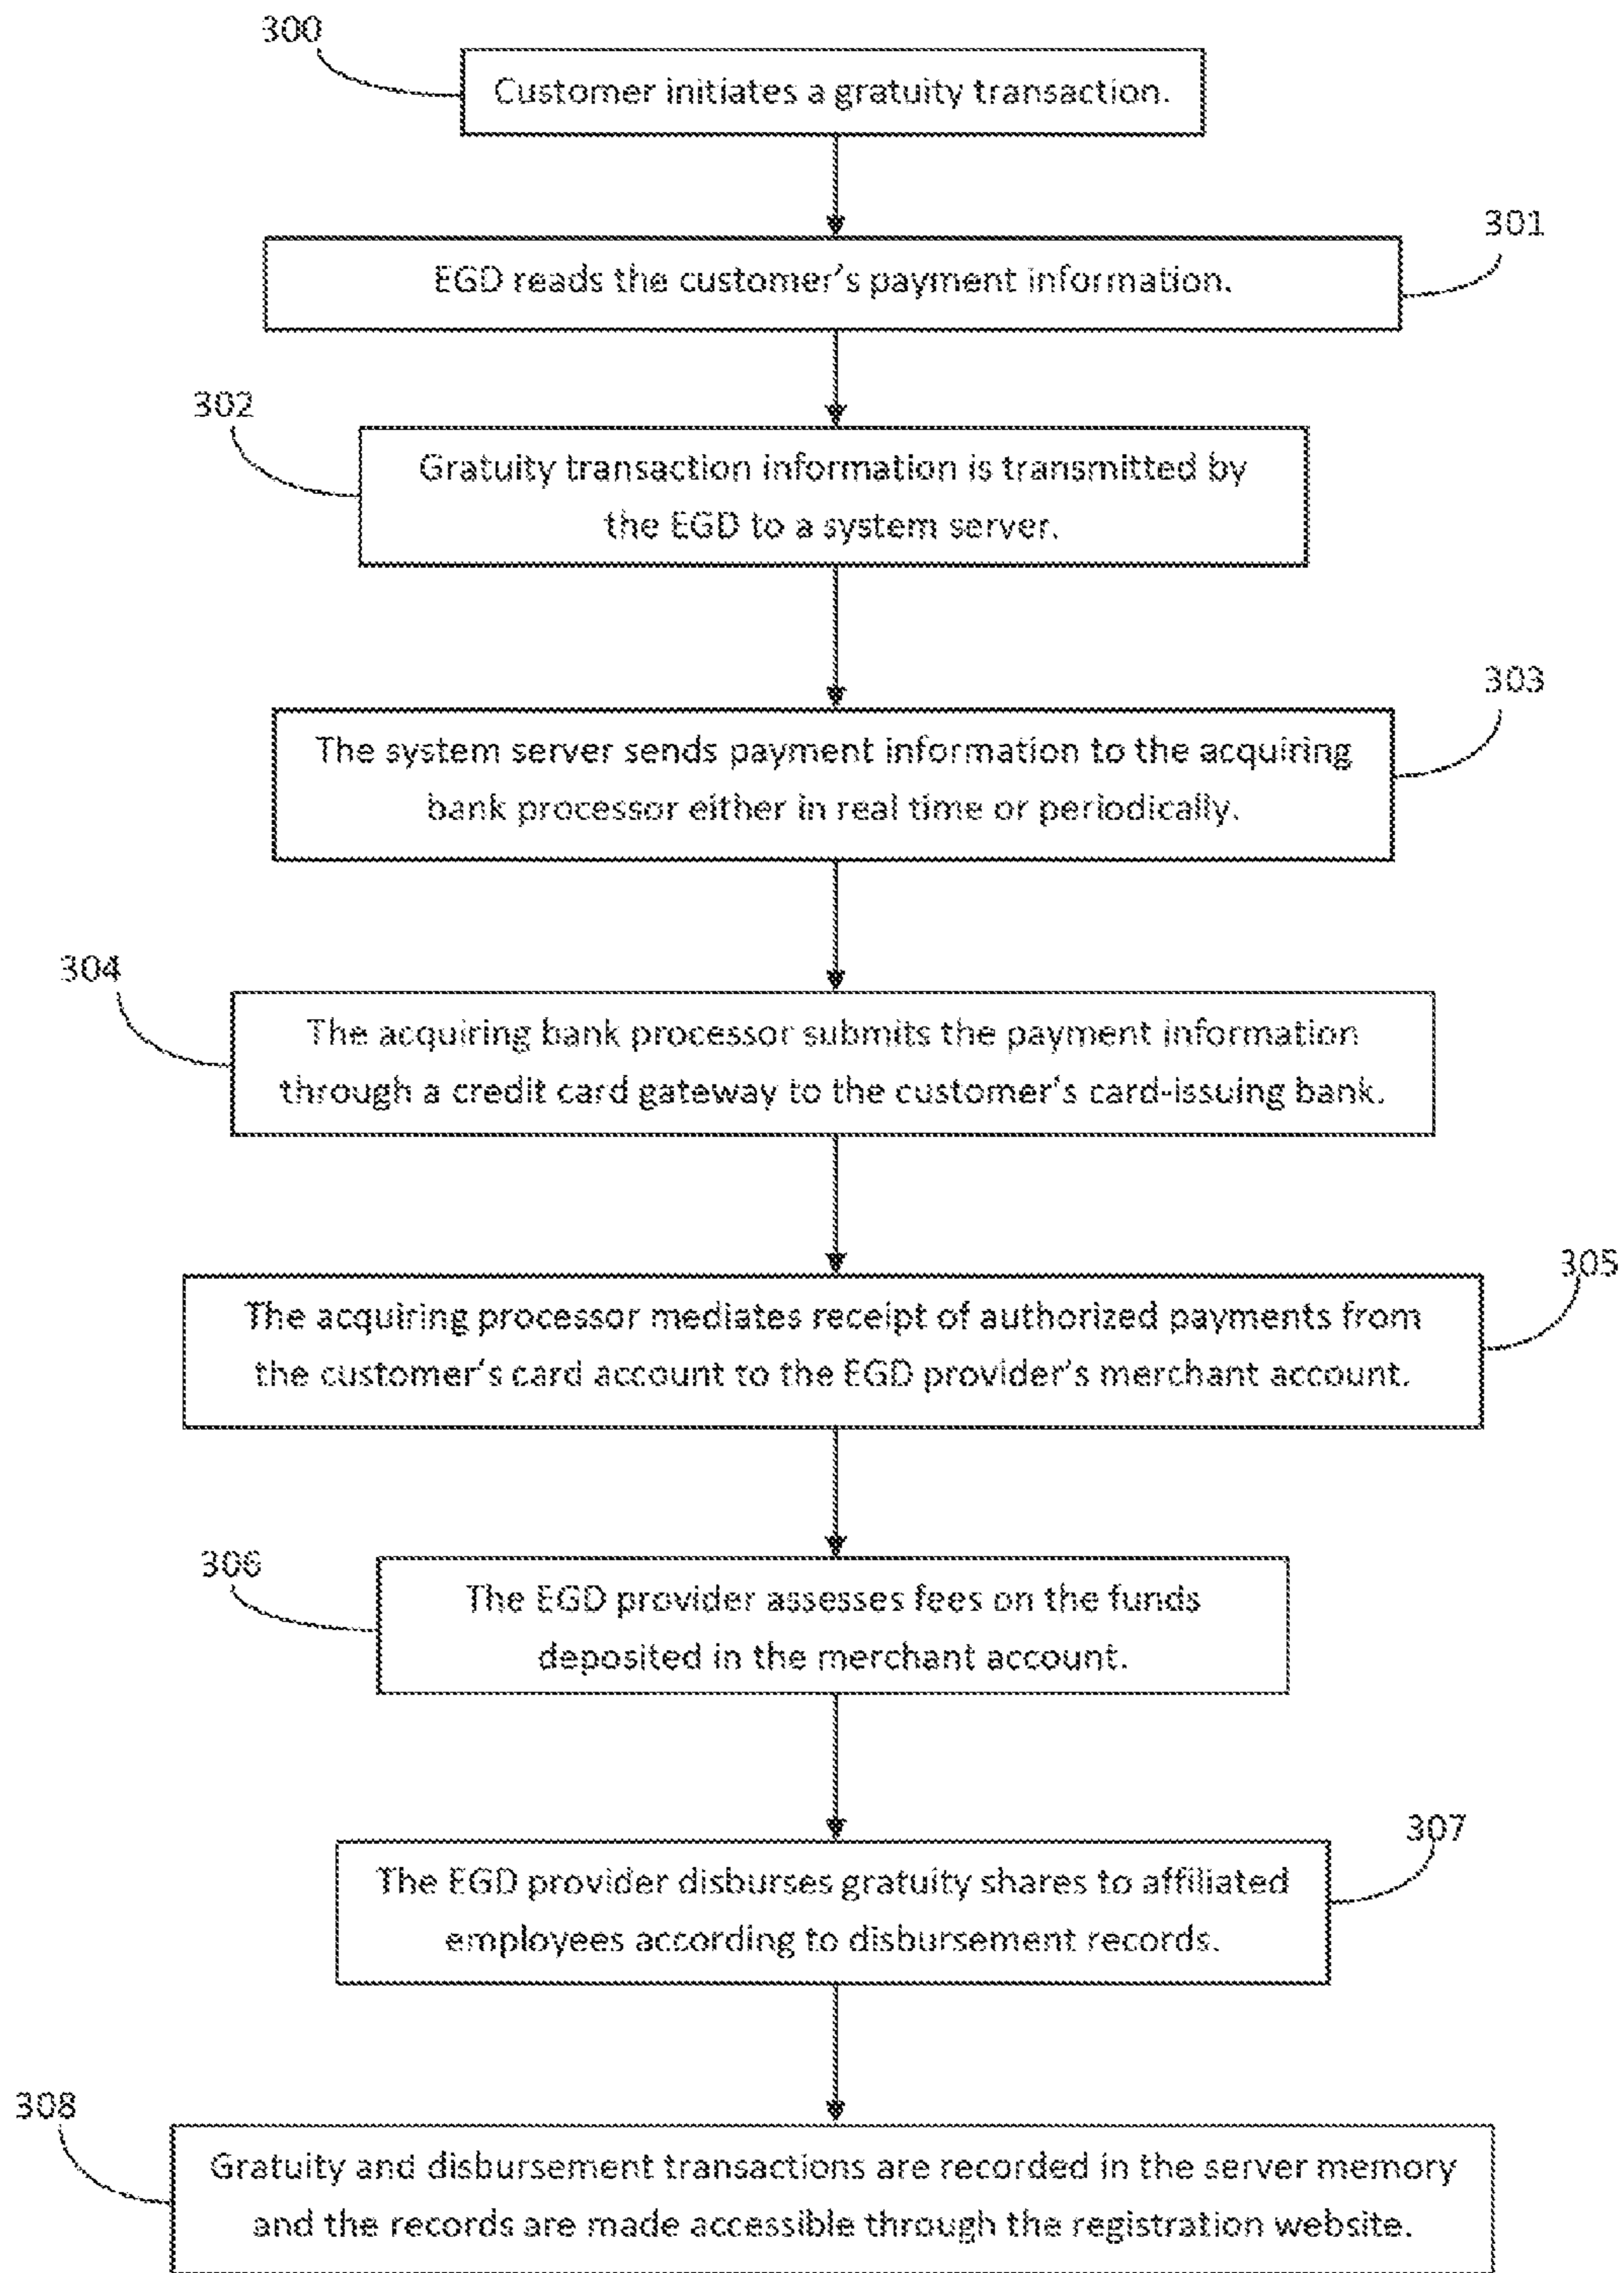 300
Customer initiates a gratuity transaction.
301
EGD reads the customer's payment information.
302
Gratuity transaction information is transmitted by
the EGD to a system server.
303
The system server sends payment information to the acquiring
bank processor either in real time or periodically.
304
The acquiring bank processor submits the payment information
through a credit card gateway to the customer's card-issuing bank.
305
The acquiring processor mediates receipt of authorized payments from
the customer's card account to the EGD provider's merchant account.
306
The EGD provider assesses fees on the funds
deposited in the merchant account.
307
The EGD provider disburses gratuity shares to affiliated
employees according to disbursement records.
308
Gratuity and disbursement transactions are recorded in the server memory
and the records are made accessible through the registration website.